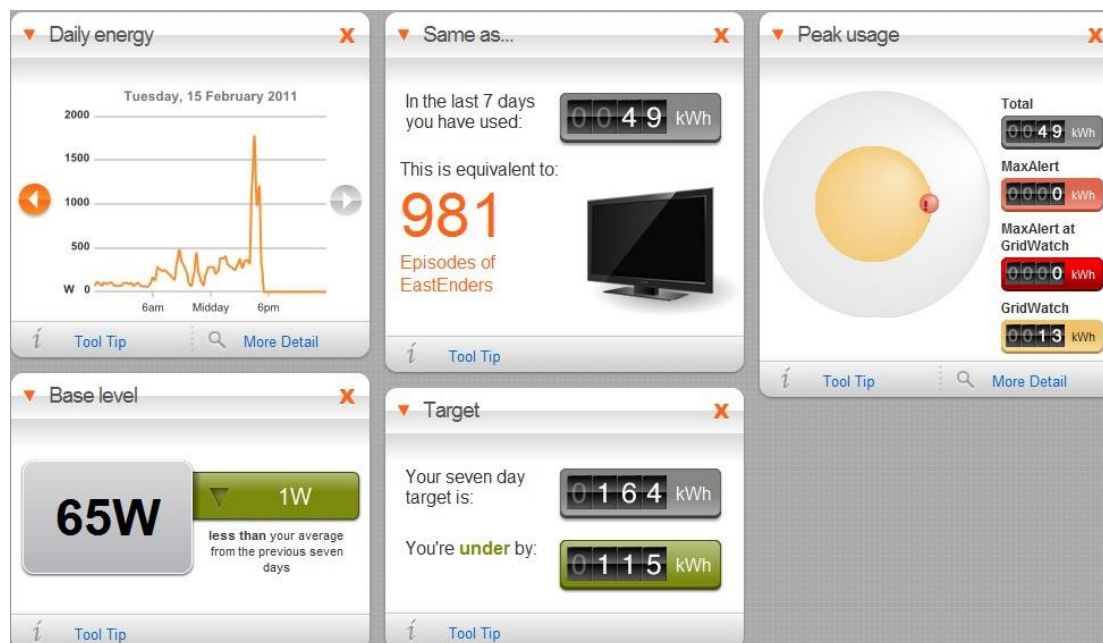 Daily energy X
Tuesday, 15 February 2011
2000
1500
1000
500
W 0
6am Midday 6pm
i Tool Tip More Detail
Same as... X
In the last 7 days
you have used:
0049 kWh
This is equivalent to:
981
Episodes of
EastEnders
i Tool Tip
Peak usage X
!
Total
0049 kWh
MaxAlert
0000 kWh
MaxAlert at
GridWatch
0000 kWh
GridWatch
0013 kWh
i Tool Tip More Detail
Base level X
65W
1W
less than your average
from the previous seven
days
i Tool Tip
Target X
Your seven day
target is:
0164 kWh
You're under by:
0115 kWh
i Tool Tip